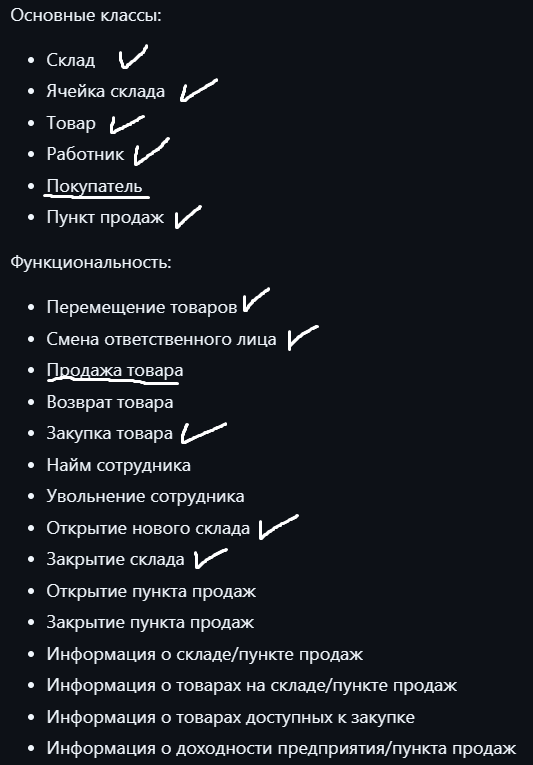 Основные классы:
Склад
Ячейка склада
Товар
Работник
Покупатель
Пункт продаж
Функциональность:
Перемещение товаров
Смена ответственного лица
Продажа товара
Возврат товара
Закупка товара
Найм сотрудника
Увольнение сотрудника
Открытие нового склада
Закрытие склада
Открытие пункта продаж
Закрытие пункта продаж
Информация о складе/пункте продаж
Информация о товарах на складе/пункте продаж
Информация о товарах доступных к закупке
Информация о доходности предприятия/пункта продаж